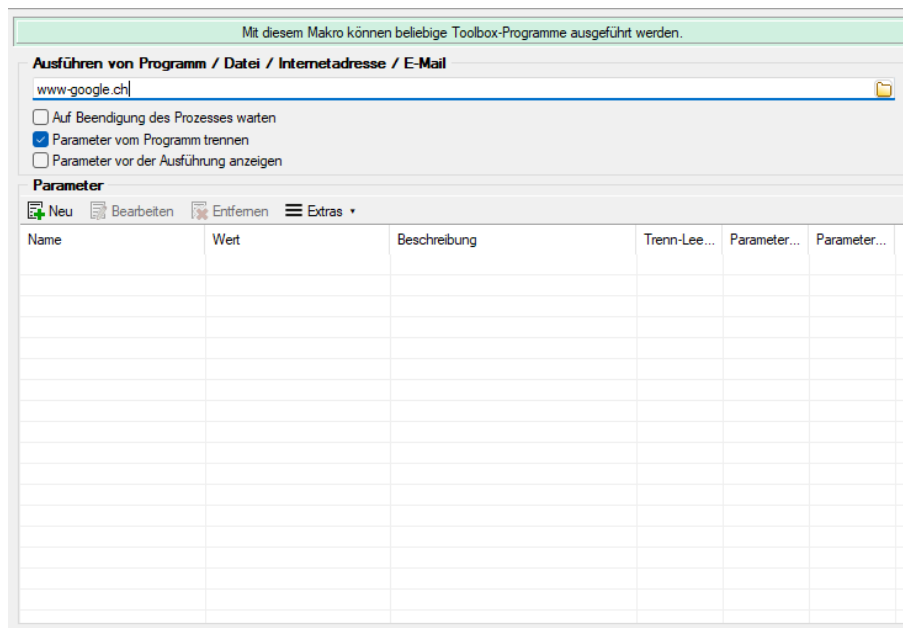 Mit diesem Makro können beliebige Toolbox-Programme ausgeführt werden.
Ausführen von Programm / Datei / Internetadresse / E-Mail
www-google.ch
Auf Beendigung des Prozesses warten
Parameter vom Programm trennen
Parameter vor der Ausführung anzeigen
Parameter
Neu Bearbeiten Entfernen Extras
Name Wert Beschreibung Trenn-Lee... Parameter... Parameter...